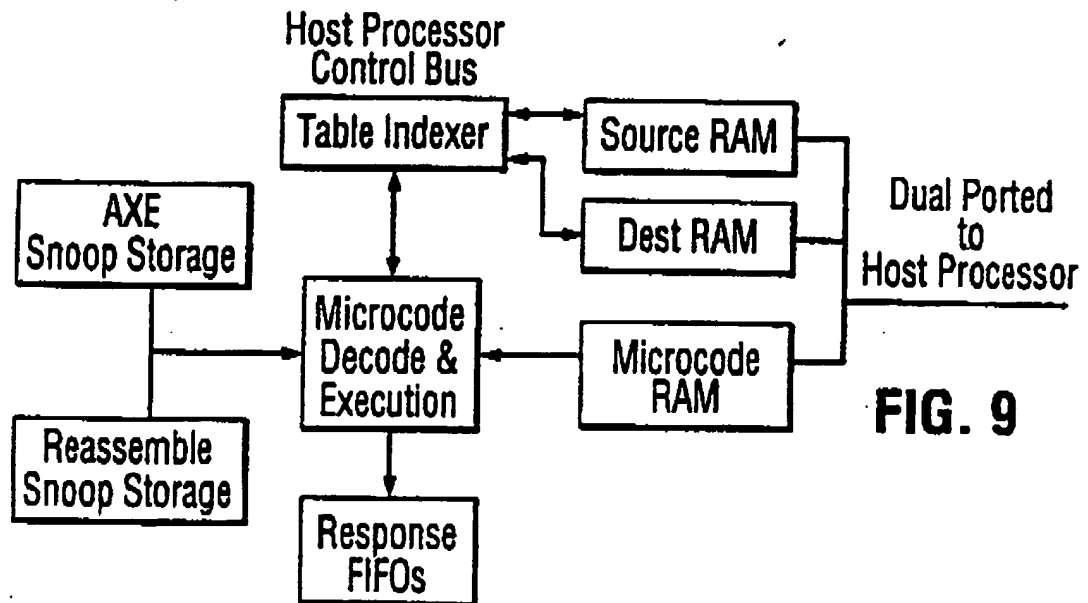 Host Processor
Control Bus
Table Indexer
Source RAM
AXE
Snoop Storage
Dest RAM
Dual Ported
to
Host Processor
Microcode
Decode &
Execution
Microcode
RAM
FIG. 9
Reassemble
Snoop Storage
Response
FIFOs